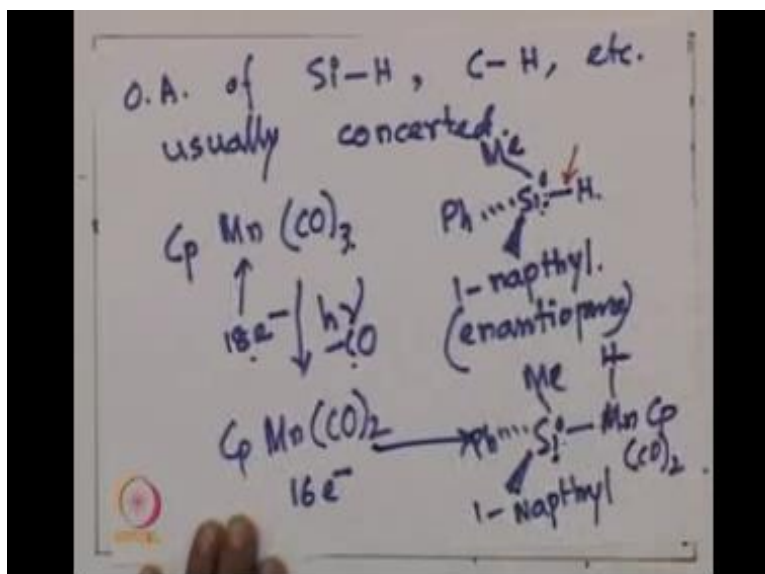 O.A. of Si-H, C-H, etc.
usually concerted.
Me
Cp Mn (CO)3
Ph Si-H.
1-napthyl.
(enantiopure)
18e- hν
-CO
H
Me
Cp Mn(CO)2 Ph Si-Mn Cp
(CO)2
16e-
1-Napthyl